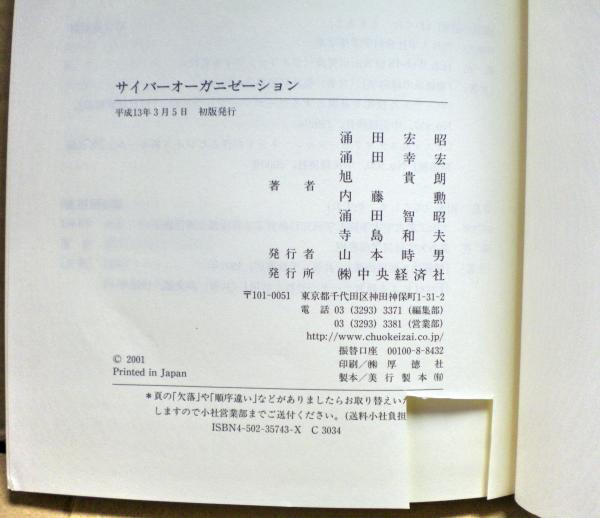 サイバーオーガニゼーション
平成13年3月5日 初版発行
涌田宏昭
涌田幸宏
旭貴朗
著者
内藤勲
涌田智昭
寺島和夫
発行者 山本時男
発行所 ㈱中央経済社
〒101-0051 東京都千代田区神田神保町1-31-2
電話 03 (3293) 3371 (編集部)
03 (3293) 3381 (営業部)
http://www.chuokeizai.co.jp/
振替口座 00100-8-8432
印刷/㈱厚徳社
製本/美行製本㈲
© 2001
Printed in Japan
*頁の「欠落」や「順序違い」などがありましたらお取り替えいた
しますので小社営業部までご送付ください。(送料小社負担
ISBN4-502-35743-X C 3034